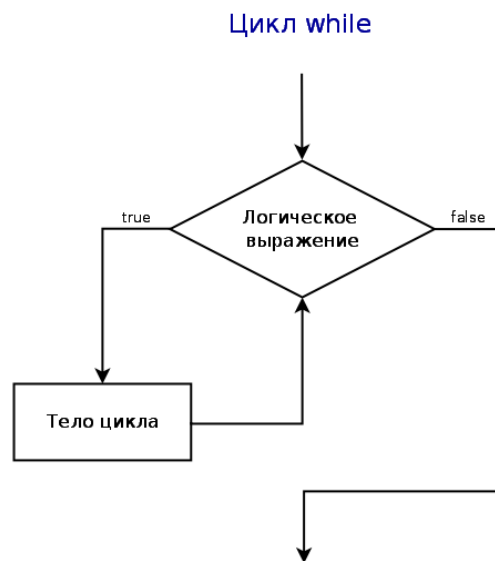 Цикл while
true
false
Логическое
выражение
Тело цикла